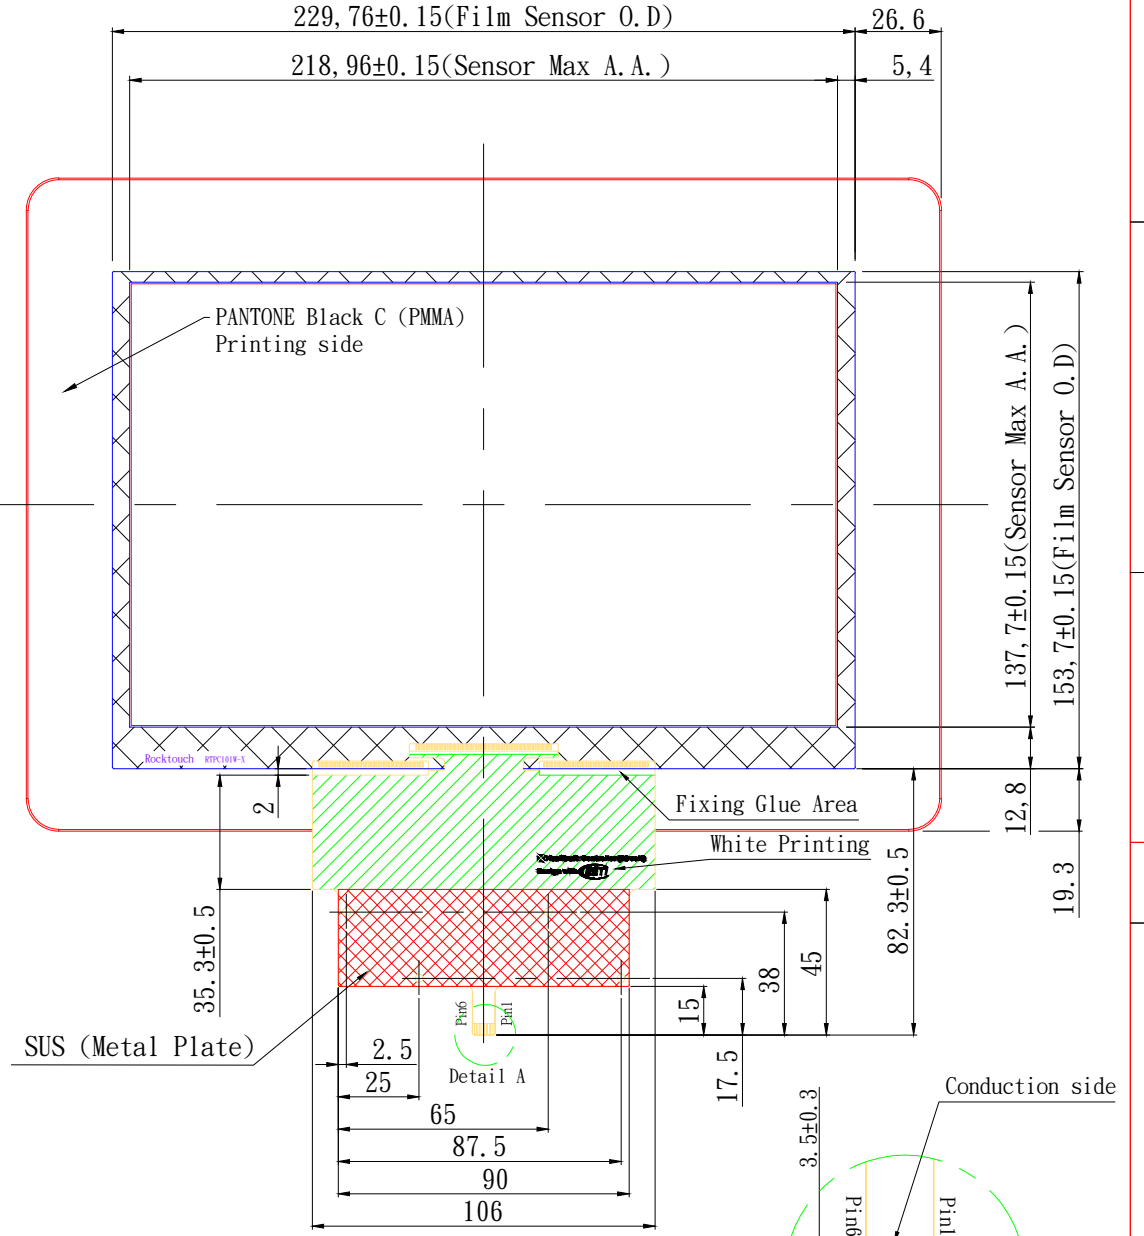 229,76±0.15(Film Sensor O.D)
26.6
218,96±0.15(Sensor Max A.A.)
5,4
PANTONE Black C (PMMA)
Printing side
137,7±0.15(Sensor Max A.A.)
153,7±0.15(Film Sensor O.D)
Rocktouch RTPC101W-X
2
Fixing Glue Area
12,8
White Printing
19.3
35.3±0.5
82.3±0.5
45
38
15
17.5
Pin6
Pin1
SUS (Metal Plate)
2.5
Detail A
25
65
87.5
90
106
Conduction side
3.5±0.3
Pin6
Pin1